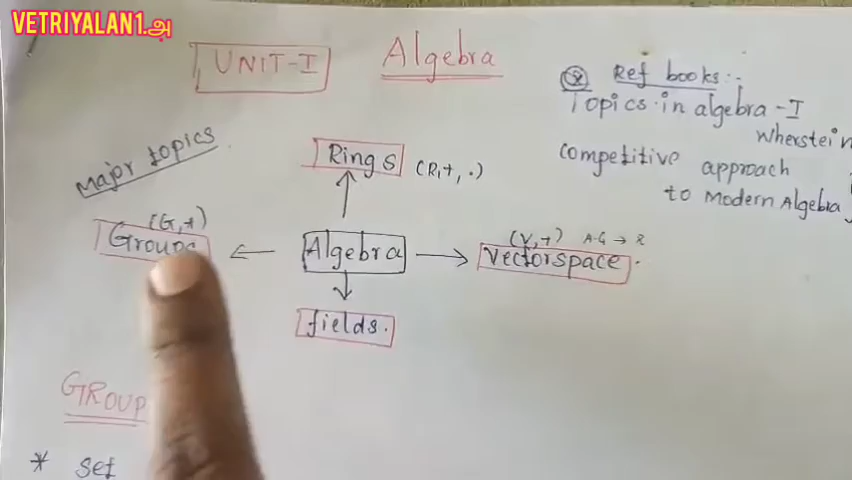 VETRIYALAN1.அ
UNIT-I Algebra
Ref books:-
Topics in algebra - I
Wherstein
competitive approach
to Modern Algebra
Major topics
Rings (R,+, .)
(G, *)
Groups
Algebra
(V,+) A.G → R
Vectorspace
fields.
GROUP
* set